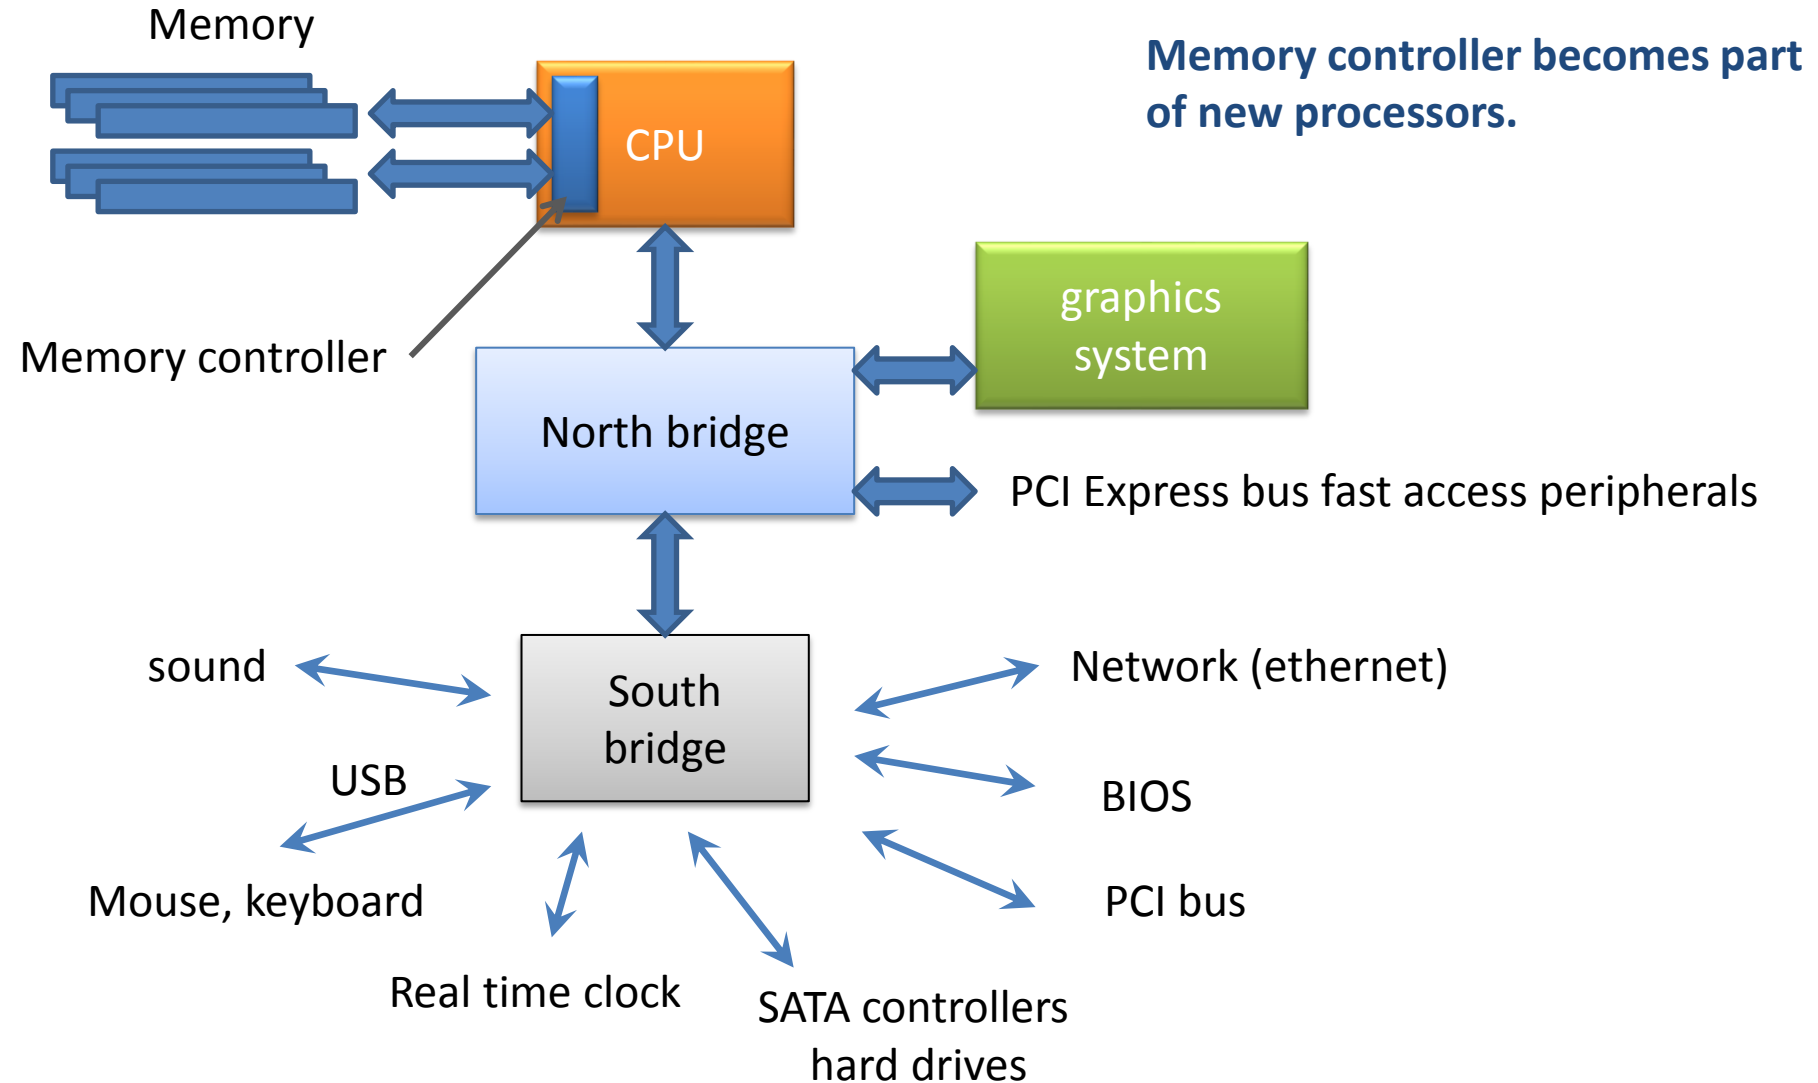 Memory
Memory controller becomes part
of new processors.
CPU
graphics
system
Memory controller
North bridge
PCI Express bus fast access peripherals
sound
South
bridge
Network (ethernet)
USB
BIOS
Mouse, keyboard
PCI bus
Real time clock
SATA controllers
hard drives